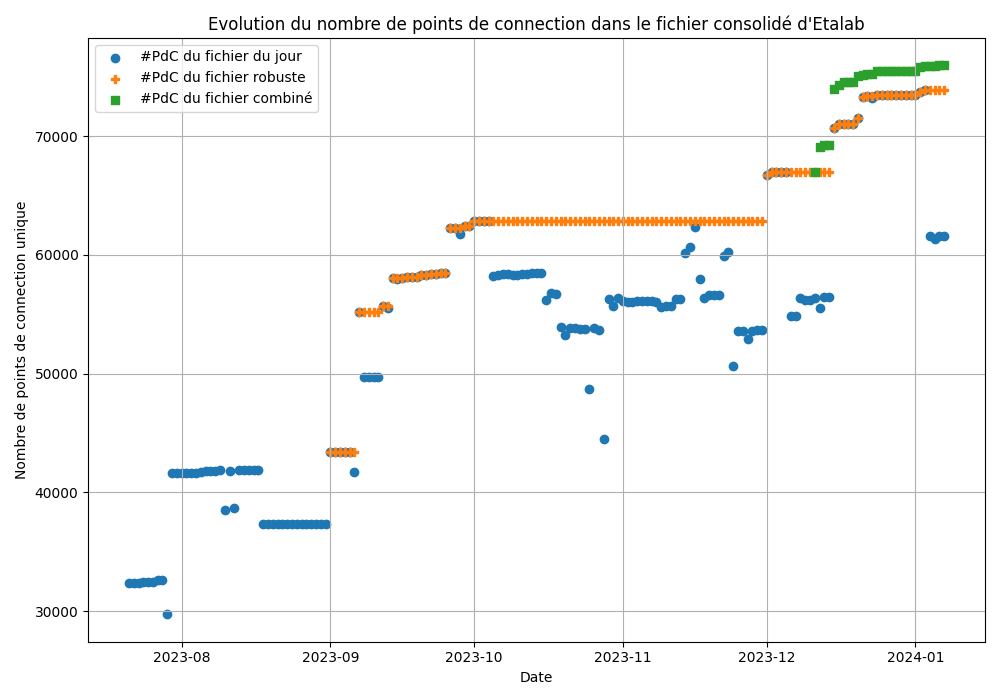 Evolution du nombre de points de connection dans le fichier consolidé d'Etalab
#PdC du fichier du jour
#PdC du fichier robuste
#PdC du fichier combiné
Nombre de points de connection unique
70000
60000
50000
40000
30000
2023-08
2023-09
2023-10
2023-11
2023-12
2024-01
Date